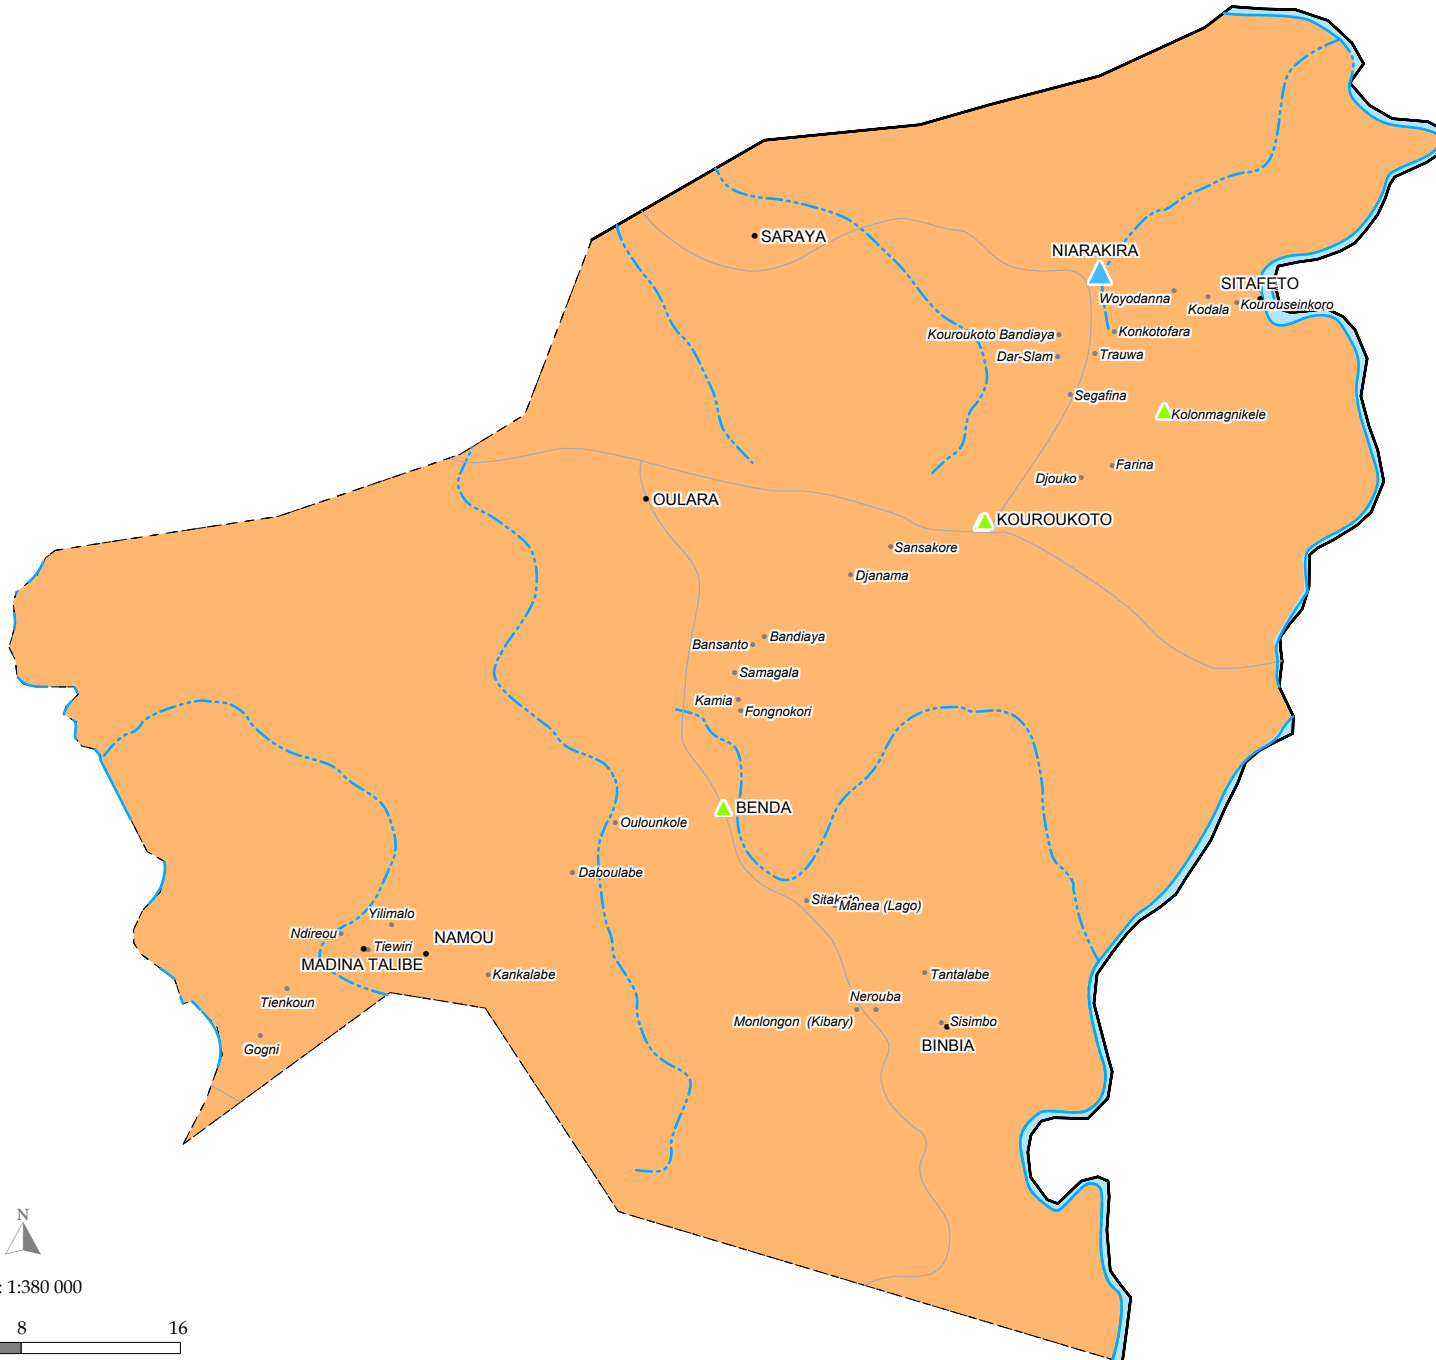 SARAYA
NIARAKIRA
SITAFETO
Woyodanna
Kodala
Kourouseinkoro
Kouroukoto Bandiaya
Konkotofara
Dar-Slam
Trauwa
Segafina
Kolonmagnikele
Farina
Djouko
OULARA
KOUROUKOTO
Sansakore
Djanama
Bandiaya
Bansanto
Samagala
Kamia
Fongnokori
BENDA
Oulounkole
Daboulabe
Sitakoto
Manea (Lago)
Yilimalo
Ndireou
Tiewiri
NAMOU
MADINA TALIBE
Kankalabe
Tantalabe
Tienkoun
Nerouba
Monlongon (Kibary)
Sisimbo
BINBIA
Gogni
N
: 1:380 000
8 16